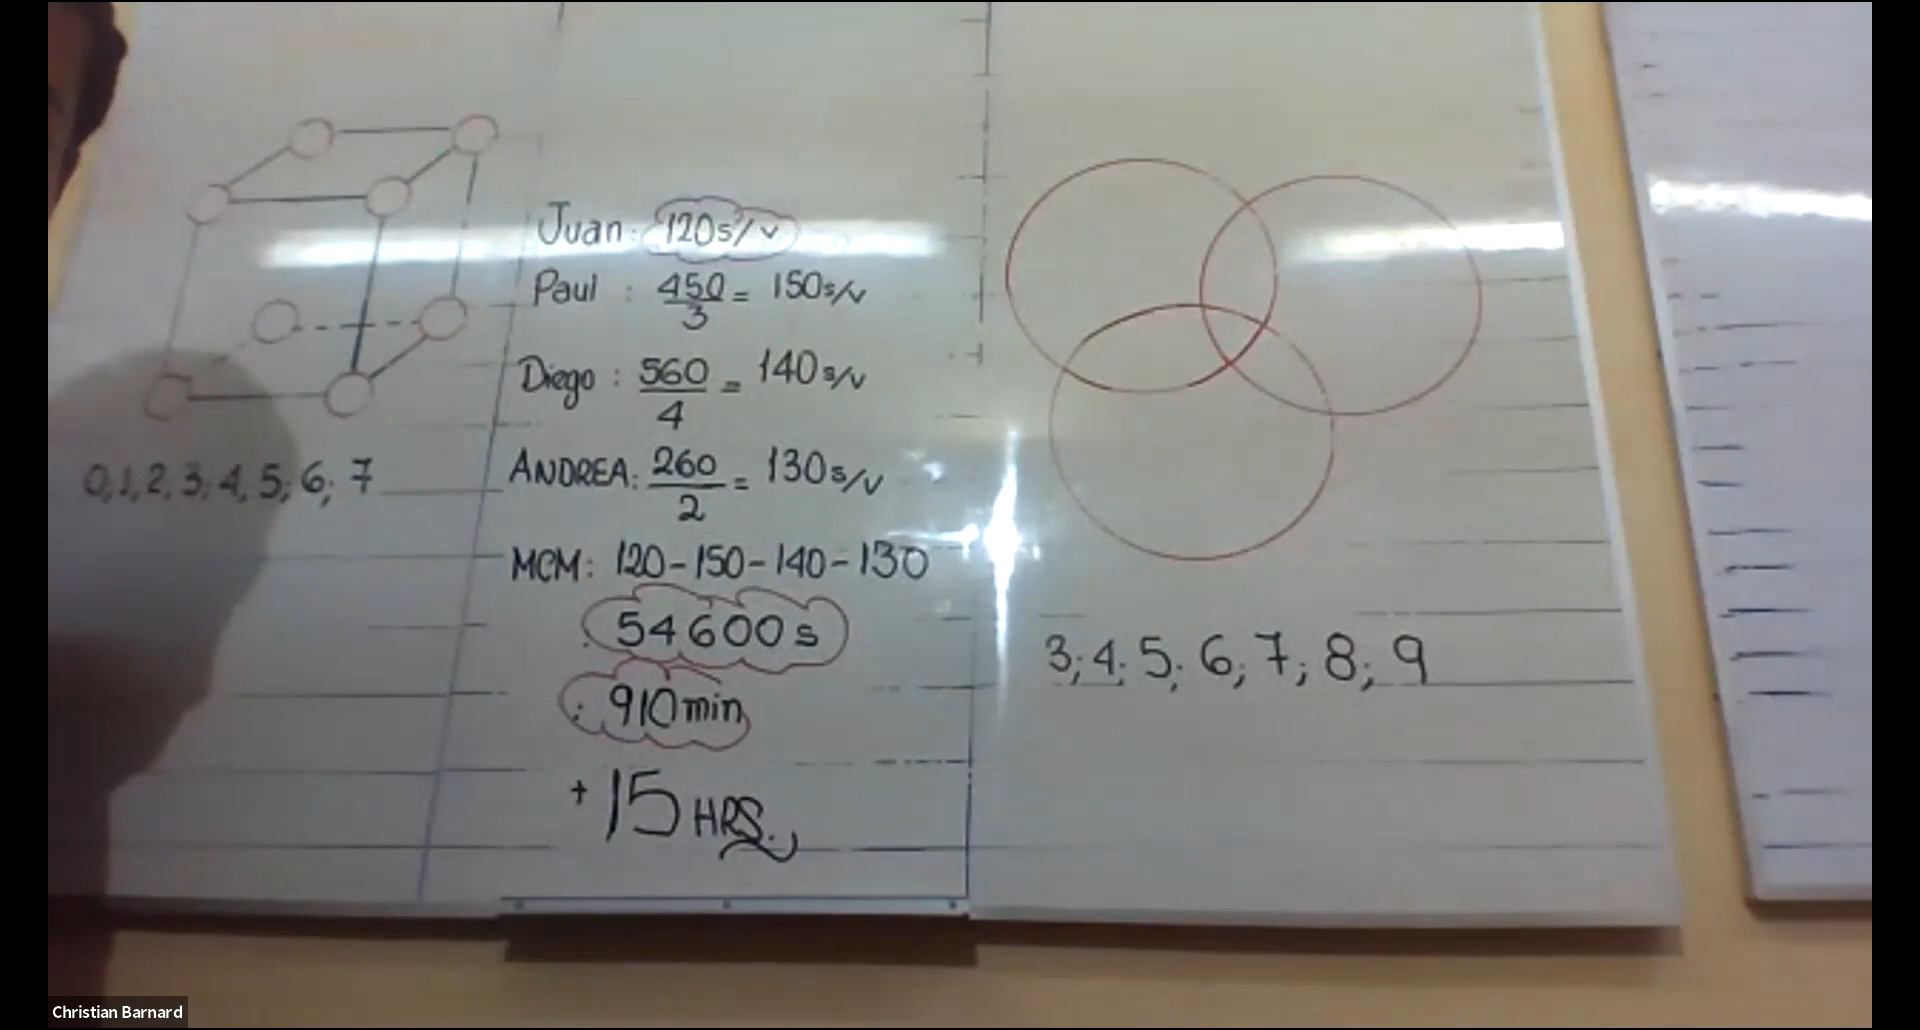 0, 1, 2, 3; 4, 5; 6; 7
Juan: 120s/v
Paul : 450/3 = 150s/v
Diego : 560/4 = 140s/v
ANDREA: 260/2 = 130s/v
MCM: 120-150-140-130
: 54600s
: 910min
+ 15 HRS.
3; 4; 5; 6; 7; 8; 9
Christian Barnard